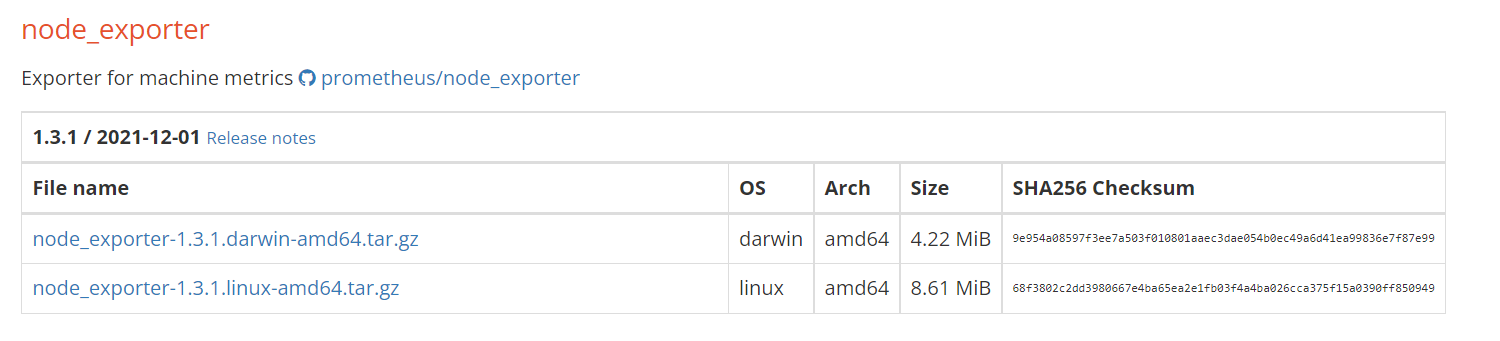 node_exporter
Exporter for machine metrics prometheus/node_exporter
1.3.1 / 2021-12-01 Release notes
File name OS Arch Size SHA256 Checksum
node_exporter-1.3.1.darwin-amd64.tar.gz darwin amd64 4.22 MiB 9e954a08597f3ee7a503f010801aaec3dae054b0ec49a6d41ea99836e7f87e99
node_exporter-1.3.1.linux-amd64.tar.gz linux amd64 8.61 MiB 68f3802c2dd3980667e4ba65ea2e1fb03f4a4ba026cca375f15a0390ff850949